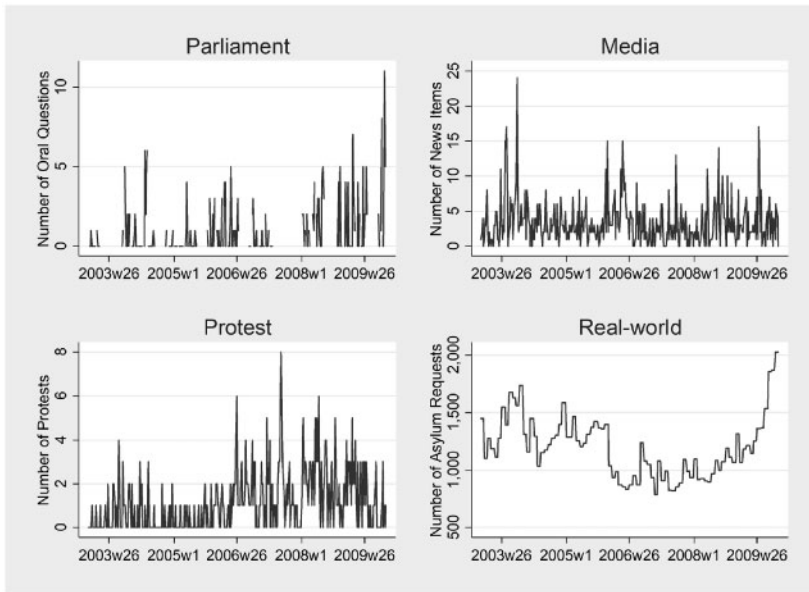 Parliament
Number of Oral Questions
10
5
0
2003w26 2005w1 2006w26 2008w1 2009w26
Media
Number of News Items
25
20
15
10
5
0
2003w26 2005w1 2006w26 2008w1 2009w26
Protest
Number of Protests
8
6
4
2
0
2003w26 2005w1 2006w26 2008w1 2009w26
Real-world
Number of Asylum Requests
2,000
1,500
1,000
500
2003w26 2005w1 2006w26 2008w1 2009w26